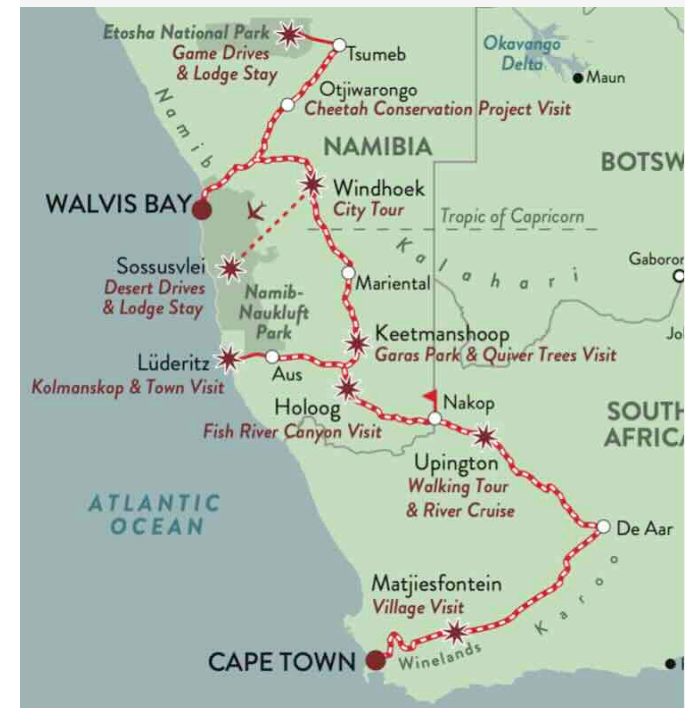 Etosha National Park
Game Drives
& Lodge Stay
Tsumeb
Okavango
Delta
Maun
Otjiwarongo
Cheetah Conservation Project Visit
Namib
NAMIBIA
BOTSW
WALVIS BAY
Windhoek
City Tour
Tropic of Capricorn
Kalahari
Gaboron
Sossusvlei
Desert Drives
& Lodge Stay
Mariental
Namib-
Naukluft
Park
Keetmanshoop
Garas Park & Quiver Trees Visit
Jo
Lüderitz
Kolmanskop & Town Visit
Aus
Holoog
Fish River Canyon Visit
Nakop
SOUTH
AFRICA
Upington
Walking Tour
& River Cruise
ATLANTIC
OCEAN
De Aar
Matjiesfontein
Village Visit
Karoo
CAPE TOWN
Winelands